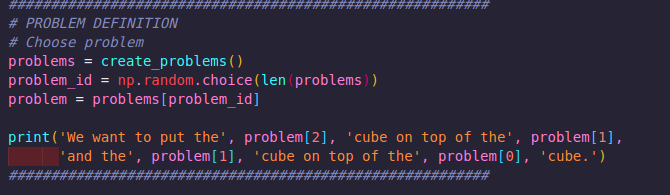 #########################################################
# PROBLEM DEFINITION
# Choose problem
problems = create_problems()
problem_id = np.random.choice(len(problems))
problem = problems[problem_id]
print('We want to put the', problem[2], 'cube on top of the', problem[1],
'and the', problem[1], 'cube on top of the', problem[0], 'cube.')
#########################################################